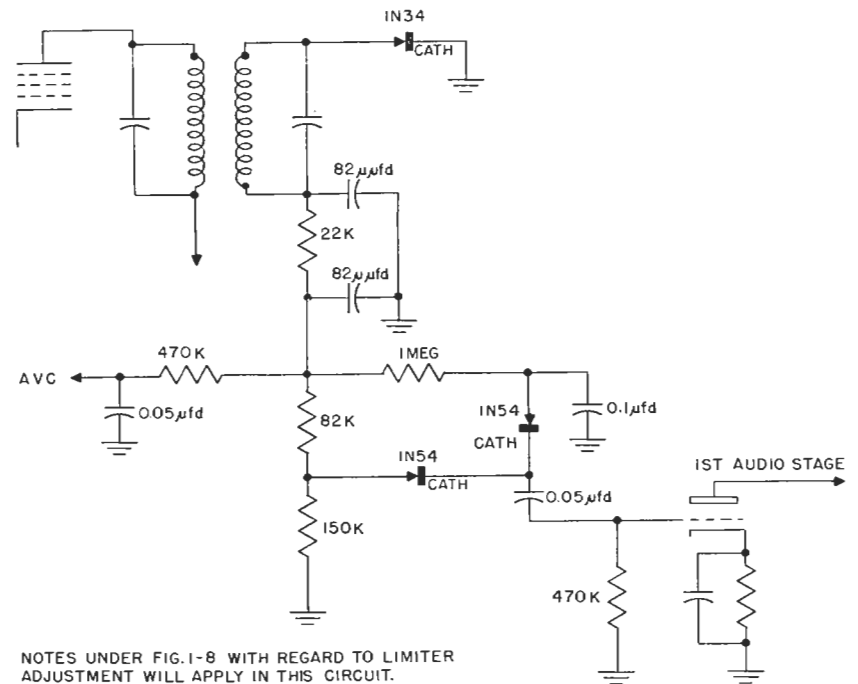 1N34
CATH
82μμfd
22K
82μμfd
470K
1MEG
AVC
0.05μfd
82K
1N54
CATH
0.1μfd
1N54
CATH
1ST AUDIO STAGE
0.05μfd
150K
470K
NOTES UNDER FIG.1-8 WITH REGARD TO LIMITER
ADJUSTMENT WILL APPLY IN THIS CIRCUIT.